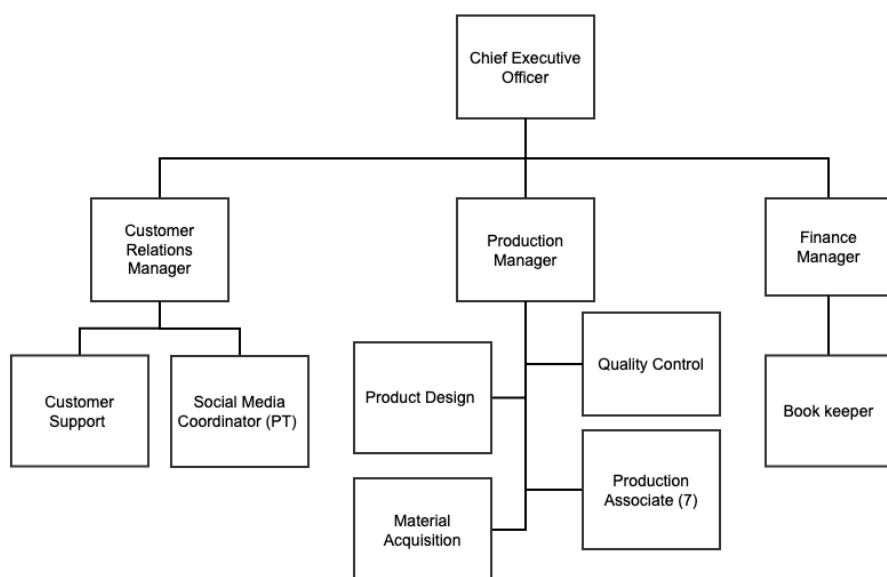 Chief Executive
Officer
Customer
Relations
Manager
Production
Manager
Finance
Manager
Customer
Support
Social Media
Coordinator (PT)
Product Design
Quality Control
Book keeper
Material
Acquisition
Production
Associate (7)